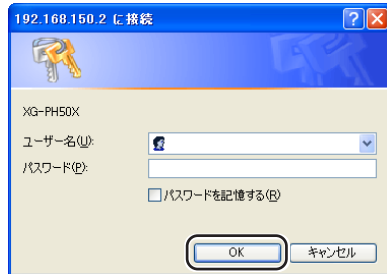 192.168.150.2 に接続
XG-PH50X
ユーザー名(U):
パスワード(P):
パスワードを記憶する(R)
OK キャンセル